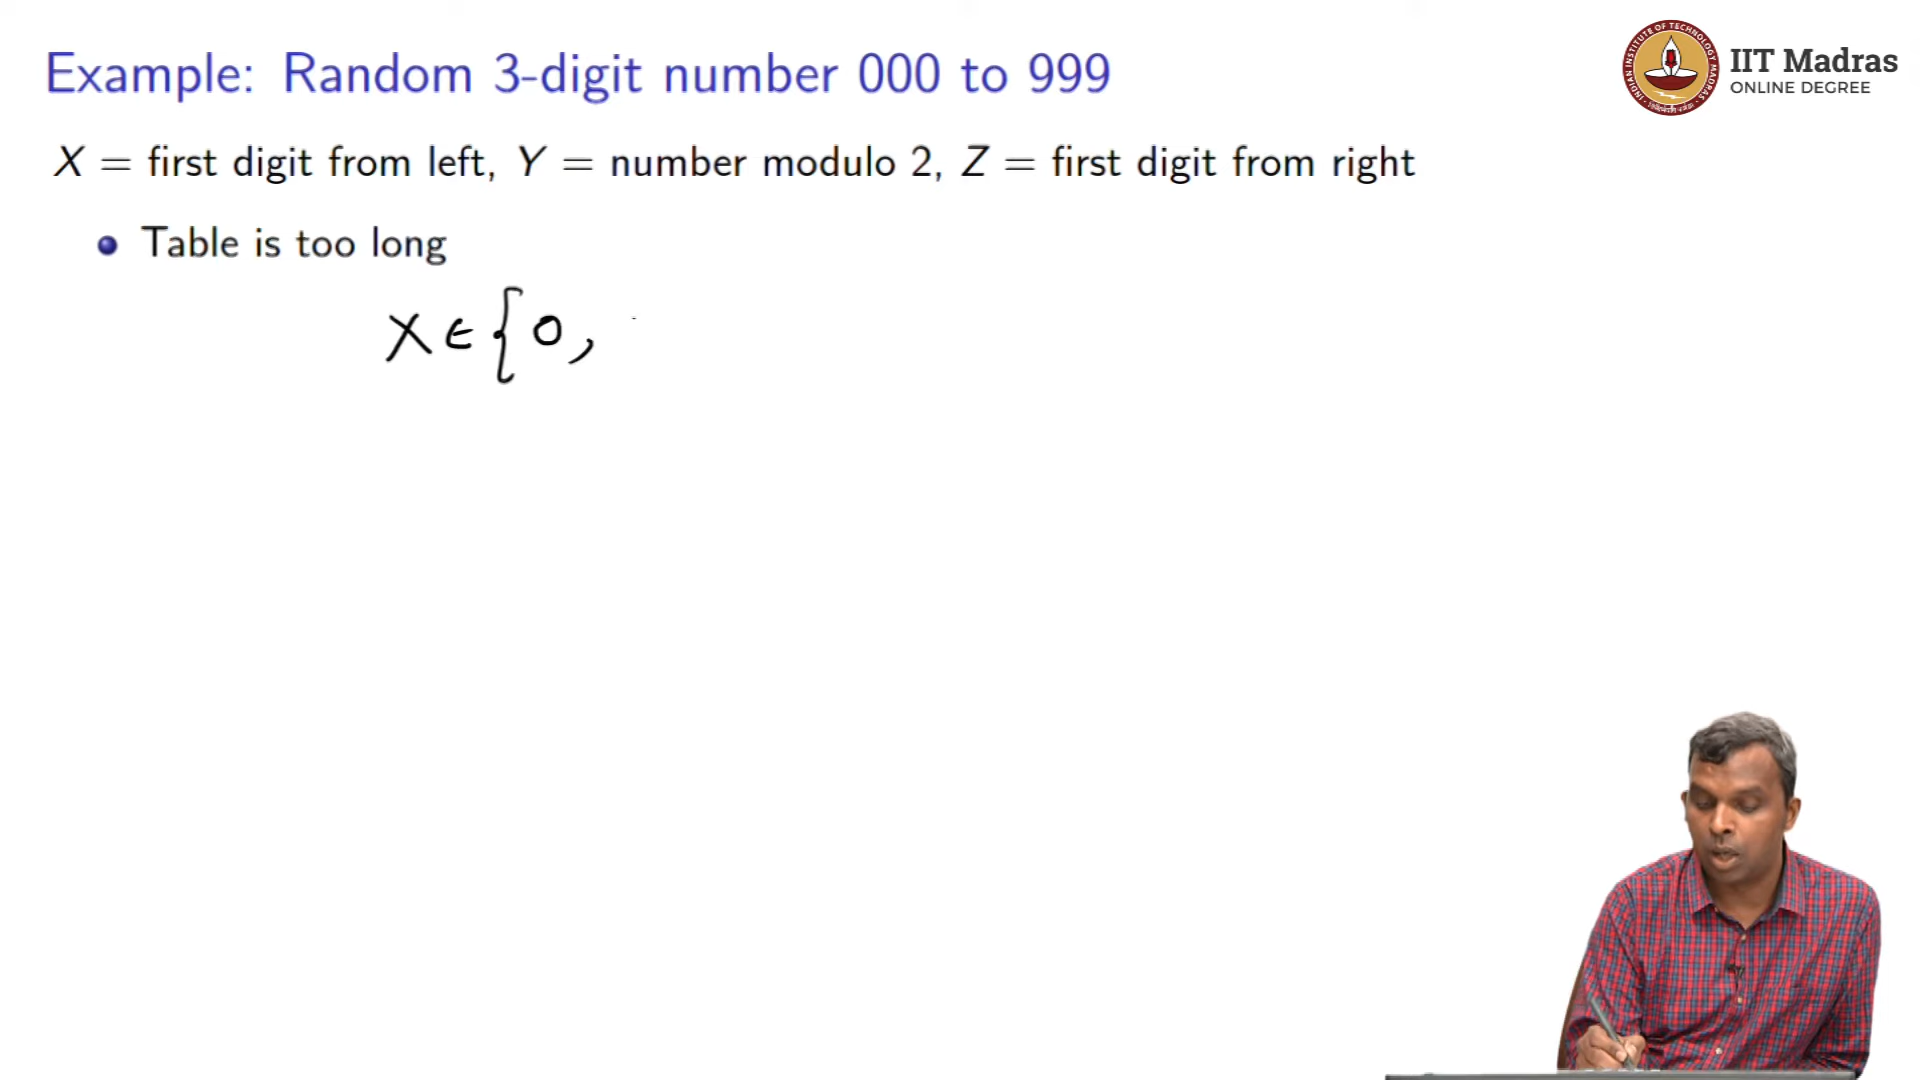 Example: Random 3-digit number 000 to 999
IIT Madras
ONLINE DEGREE
X = first digit from left, Y = number modulo 2, Z = first digit from right
Table is too long
X ∈ {0,